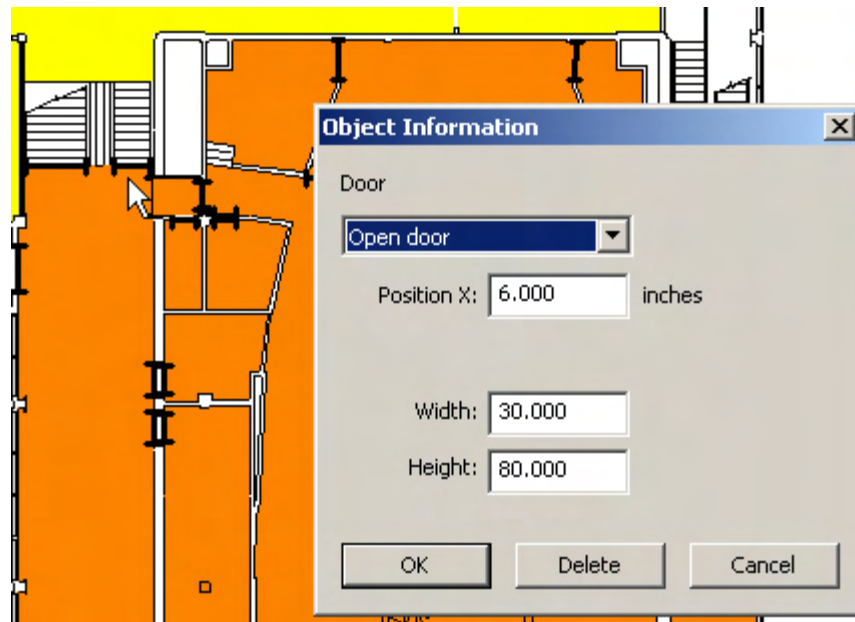 Object Information
Door
Open door
Position X: 6.000 inches
Width: 30.000
Height: 80.000
OK Delete Cancel